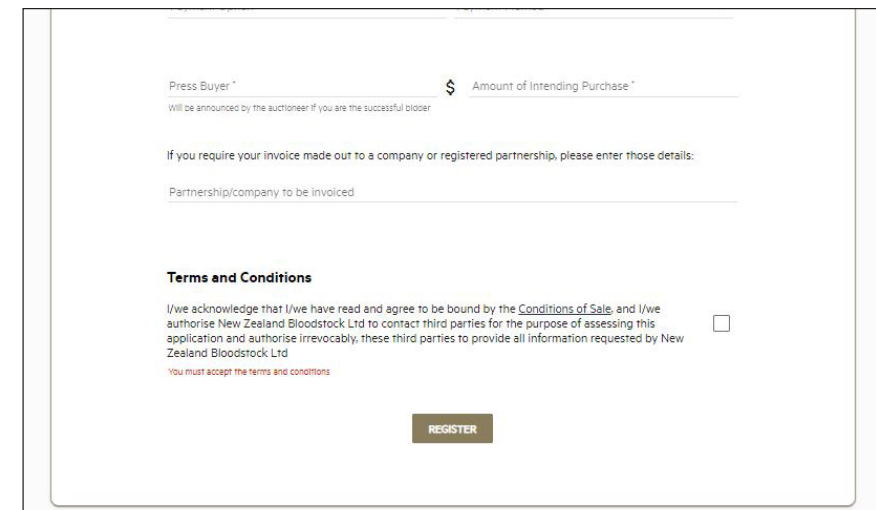 Press Buyer *
$ Amount of Intending Purchase *
Will be announced by the auctioneer if you are the successful bidder
If you require your invoice made out to a company or registered partnership, please enter those details:
Partnership/company to be invoiced
Terms and Conditions
I/we acknowledge that I/we have read and agree to be bound by the Conditions of Sale, and I/we
authorise New Zealand Bloodstock Ltd to contact third parties for the purpose of assessing this
application and authorise irrevocably, these third parties to provide all information requested by New
Zealand Bloodstock Ltd
You must accept the terms and conditions
REGISTER